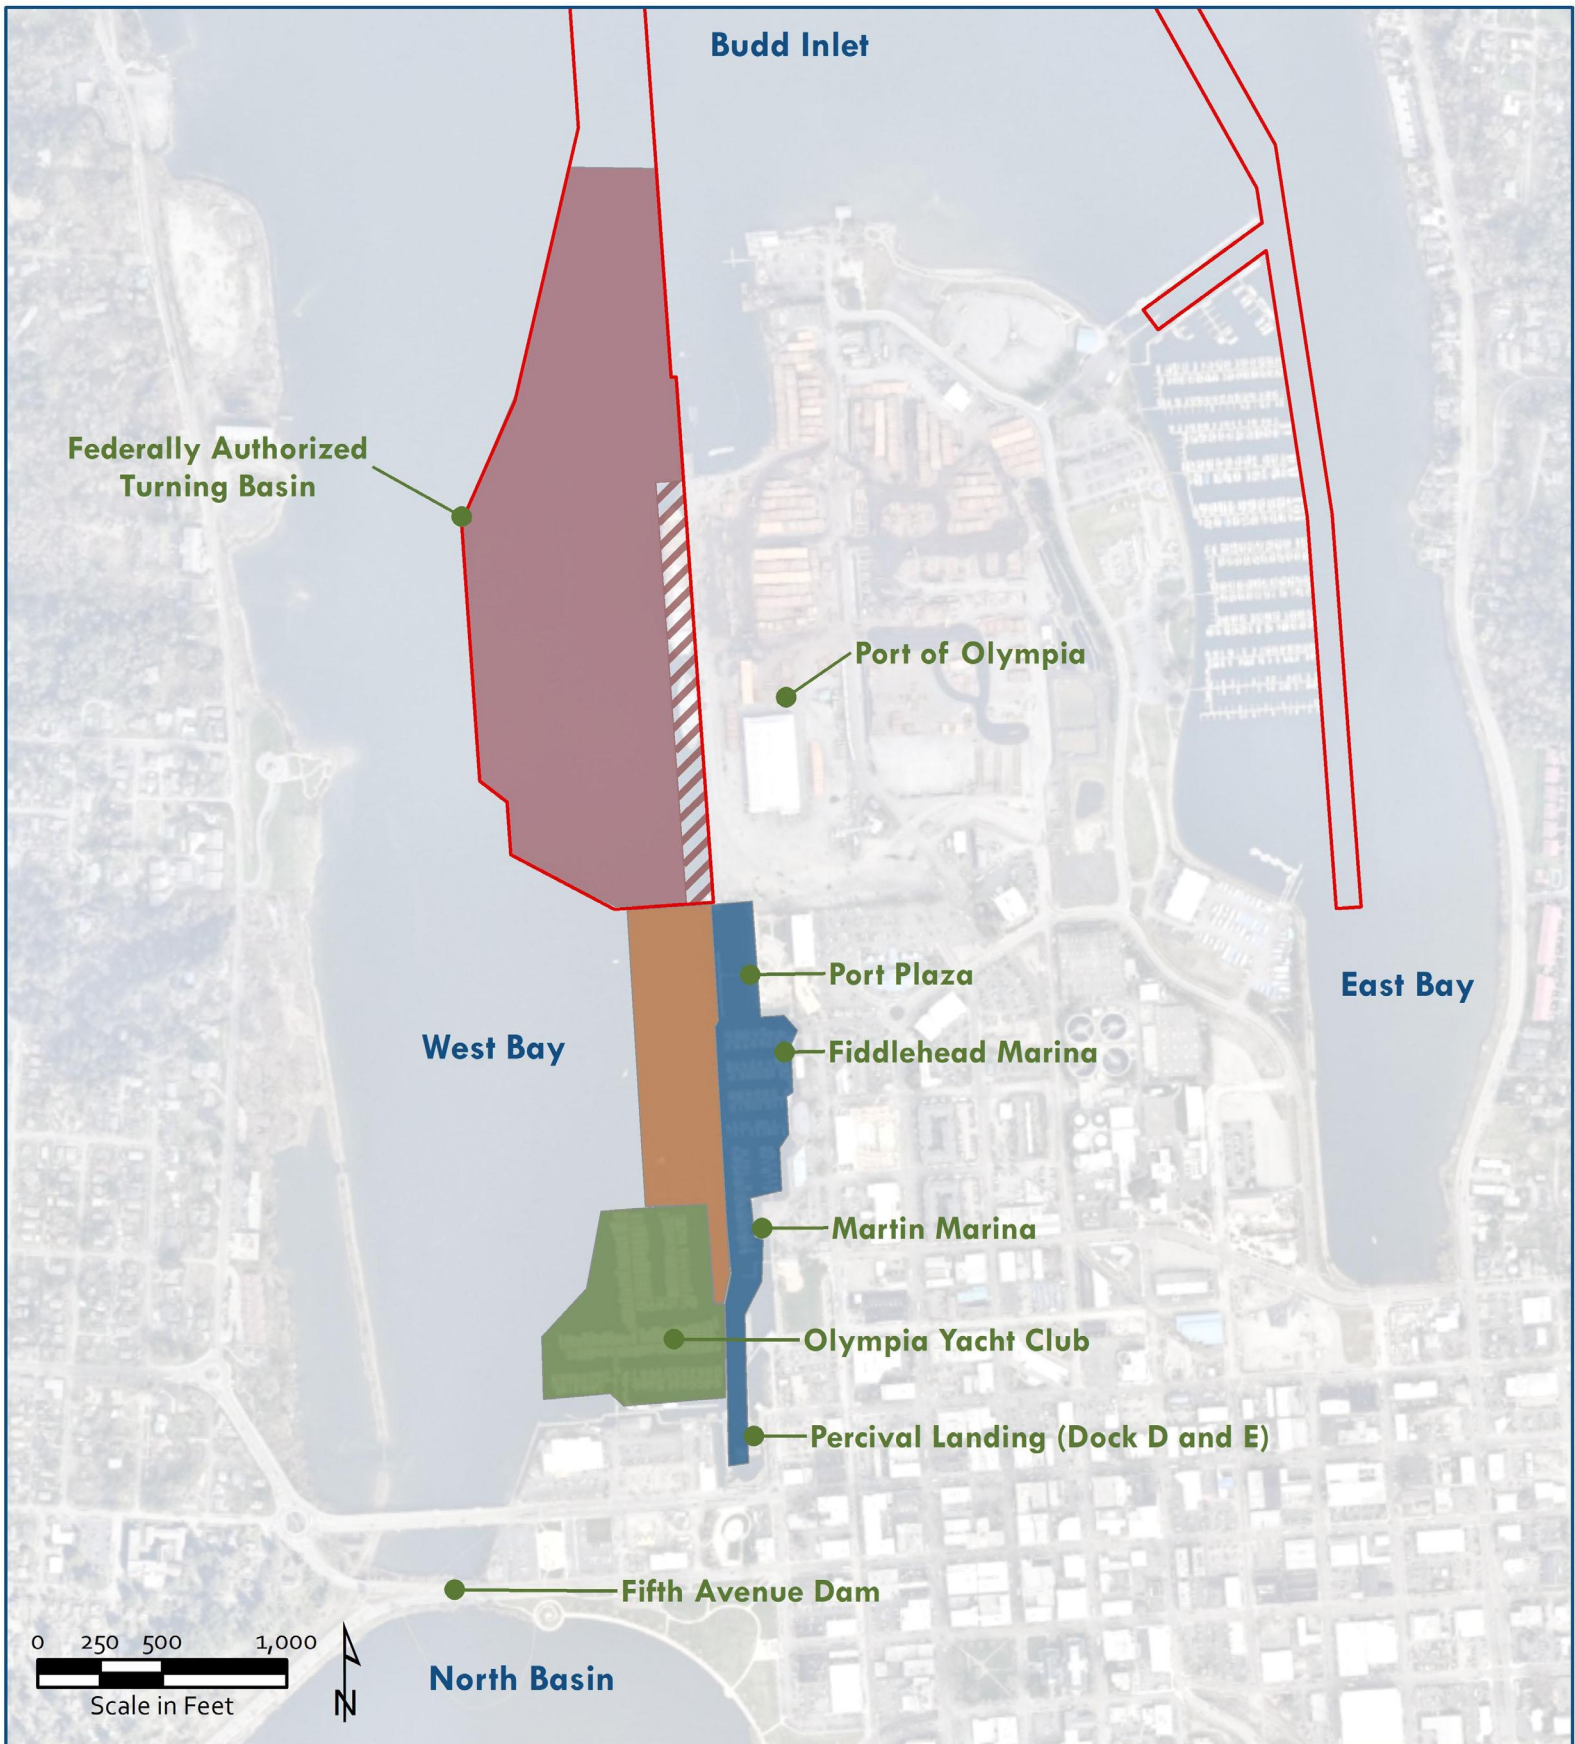 Budd Inlet
Federally Authorized
Turning Basin
Port of Olympia
Port Plaza
East Bay
West Bay
Fiddlehead Marina
Martin Marina
Olympia Yacht Club
Percival Landing (Dock D and E)
Fifth Avenue Dam
0 250 500 1,000
Scale in Feet
N
North Basin